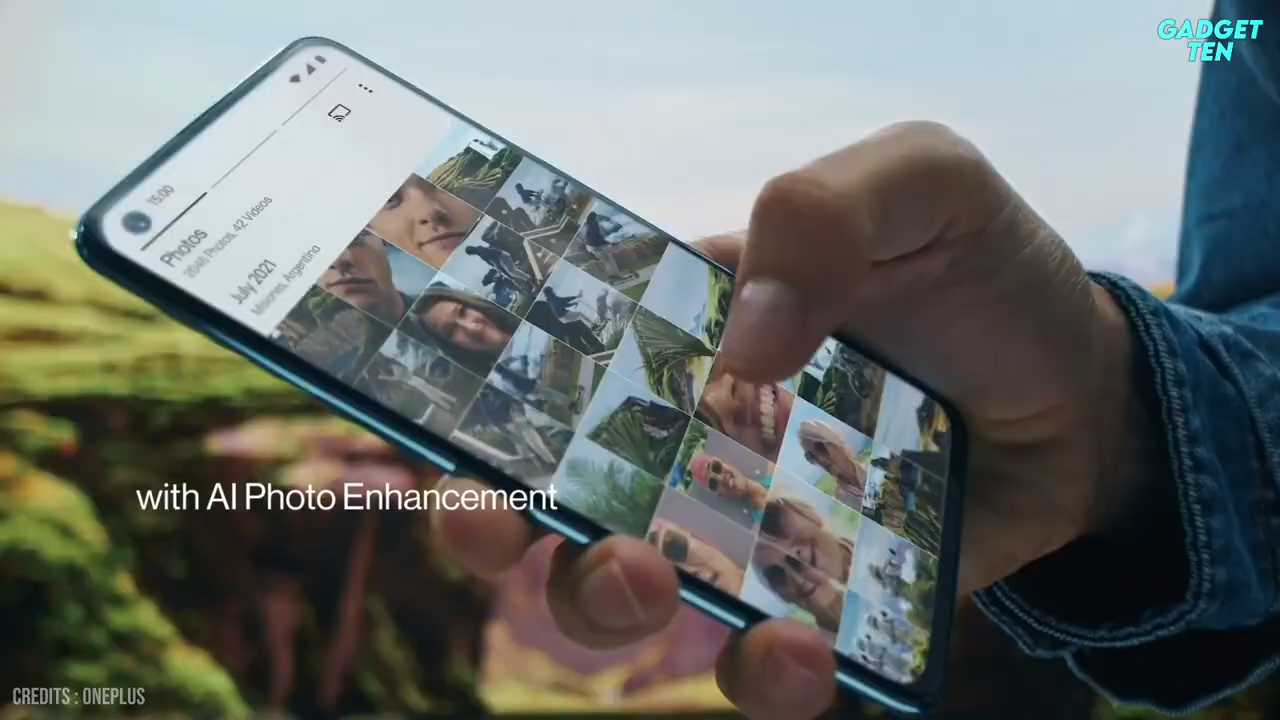 GADGET
TEN
15:00
Photos
2048 Photos, 42 Videos
July 2021
Misiones, Argentina
with AI Photo Enhancement
CREDITS : ONEPLUS